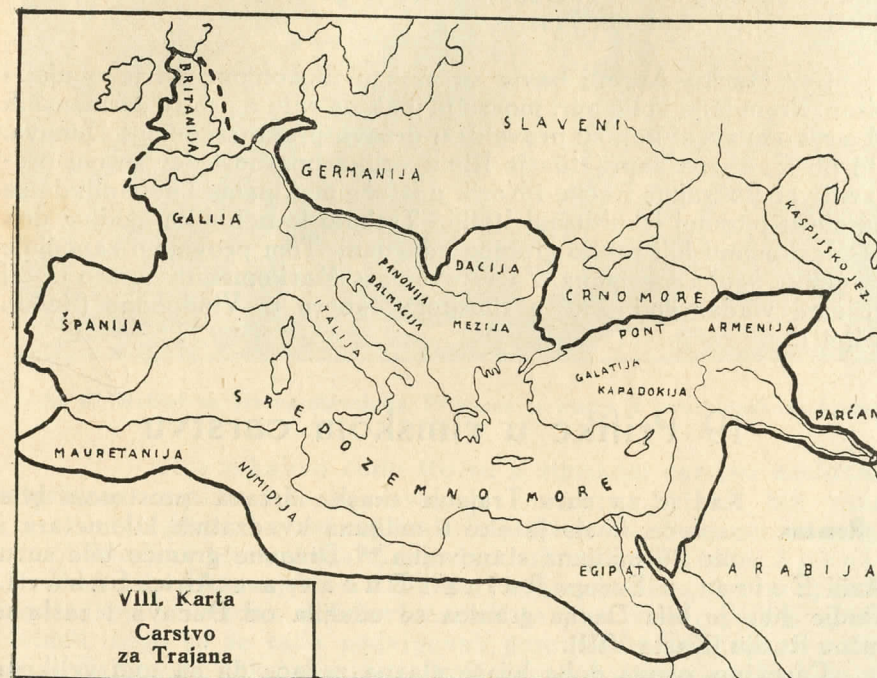 BRITANIJA
SLAVENI
GERMANIJA
GALIJA
KASPIJSKO JEZ
DACIJA
PANONIJA
DALMACIJA
CRNO MORE
ŠPANIJA
ITALIJA
MEZIJA
PONT
ARMENIJA
GALATIJA
KAPADOKIJA
PARĆAN
SREDOZEMNO MORE
MAURETANIJA
NUMIDIJA
EGIPAT
ARABIJA
VIII. Karta
Carstvo
za Trajana